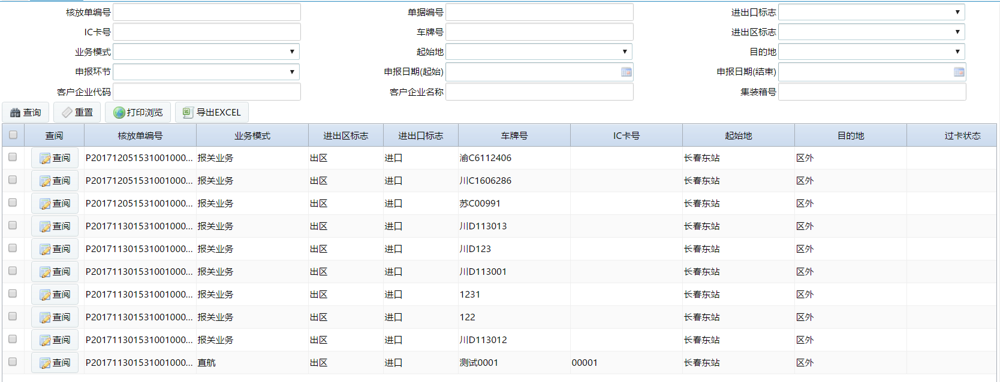 核放单编号 单据编号 进出口标志
IC卡号 车牌号 进出区标志
业务模式 起始地 目的地
申报环节 申报日期(起始) 申报日期(结束)
客户企业代码 客户企业名称 集装箱号
查询 重置 打印浏览 导出EXCEL
查阅 核放单编号 业务模式 进出区标志 进出口标志 车牌号 IC卡号 起始地 目的地 过卡状态
查阅 P201712051531001000... 报关业务 出区 进口 渝C6112406 长春东站 区外
查阅 P201712051531001000... 报关业务 出区 进口 川C1606286 长春东站 区外
查阅 P201712051531001000... 报关业务 出区 进口 苏C00991 长春东站 区外
查阅 P201711301531001000... 报关业务 出区 进口 川D113013 长春东站 区外
查阅 P201711301531001000... 报关业务 出区 进口 川D123 长春东站 区外
查阅 P201711301531001000... 报关业务 出区 进口 川D113001 长春东站 区外
查阅 P201711301531001000... 报关业务 出区 进口 1231 长春东站 区外
查阅 P201711301531001000... 报关业务 出区 进口 122 长春东站 区外
查阅 P201711301531001000... 报关业务 出区 进口 川D113012 长春东站 区外
查阅 P201711301531001000... 直航 出区 进口 测试0001 00001 长春东站 区外